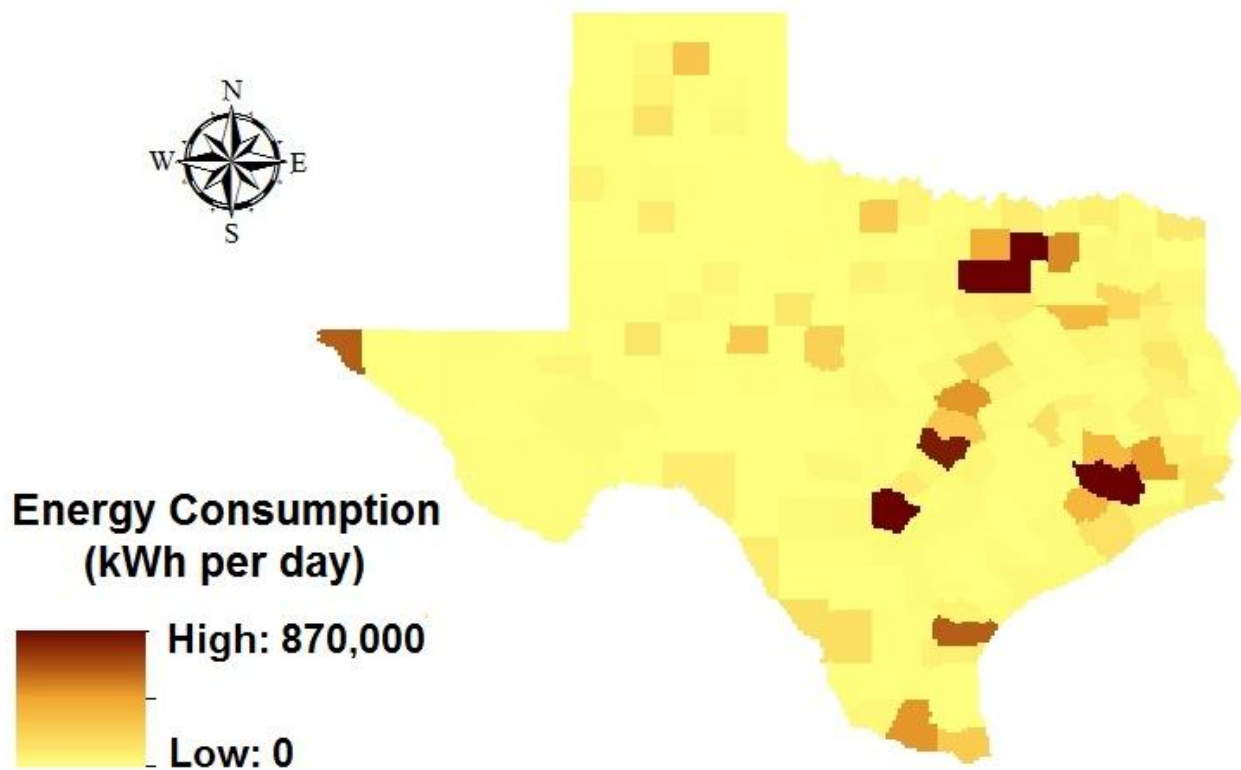 N
W E
S
Energy Consumption
(kWh per day)
High: 870,000
Low: 0